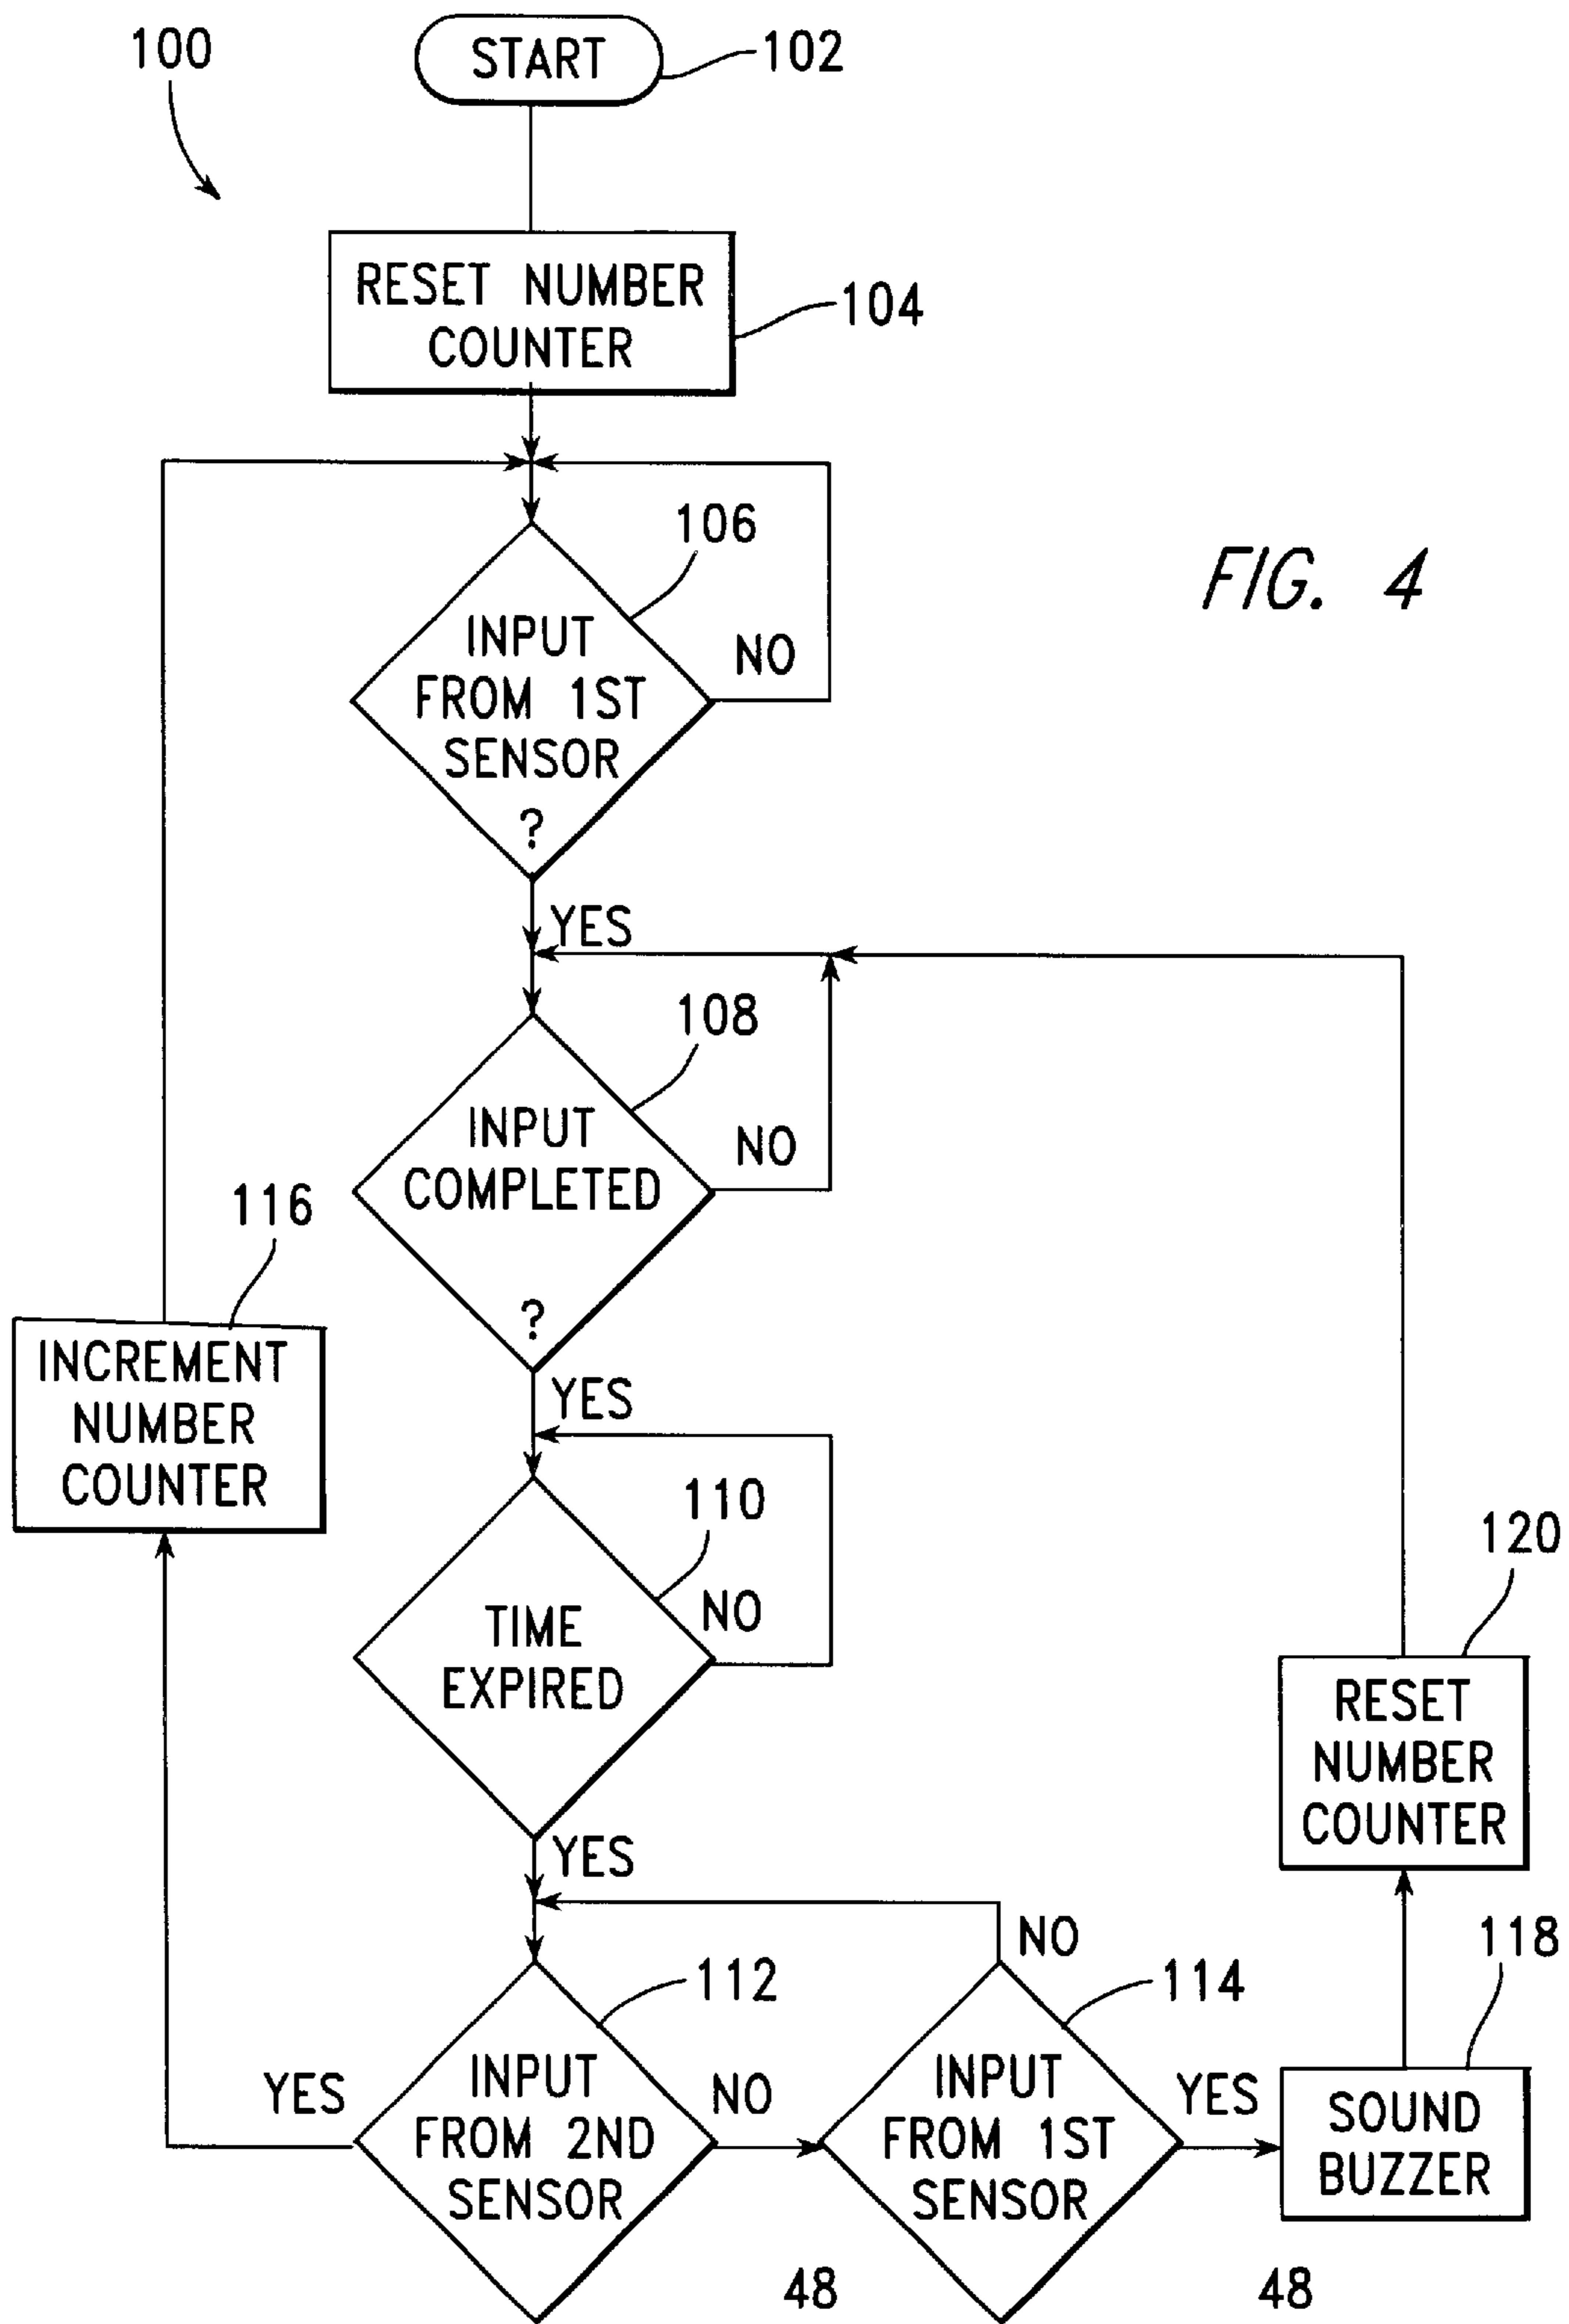 100
START
102
RESET NUMBER
COUNTER
104
106
INPUT
FROM 1ST
SENSOR
?
NO
FIG. 4
YES
108
INPUT
COMPLETED
?
NO
116
INCREMENT
NUMBER
COUNTER
YES
110
TIME
EXPIRED
NO
120
RESET
NUMBER
COUNTER
YES
NO
112
114
118
YES
INPUT
FROM 2ND
SENSOR
NO
INPUT
FROM 1ST
SENSOR
YES
SOUND
BUZZER
48
48